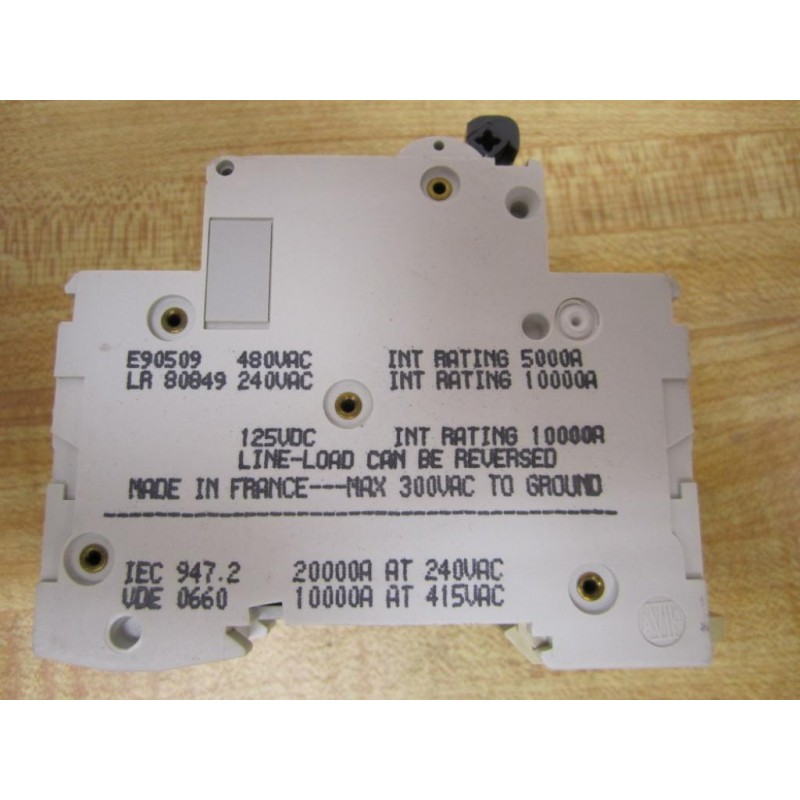 E90509 480VAC INT RATING 5000A
LR 80849 240VAC INT RATING 10000A
125VDC INT RATING 10000A
LINE-LOAD CAN BE REVERSED
MADE IN FRANCE---MAX 300VAC TO GROUND
IEC 947.2 20000A AT 240VAC
VDE 0660 10000A AT 415VAC